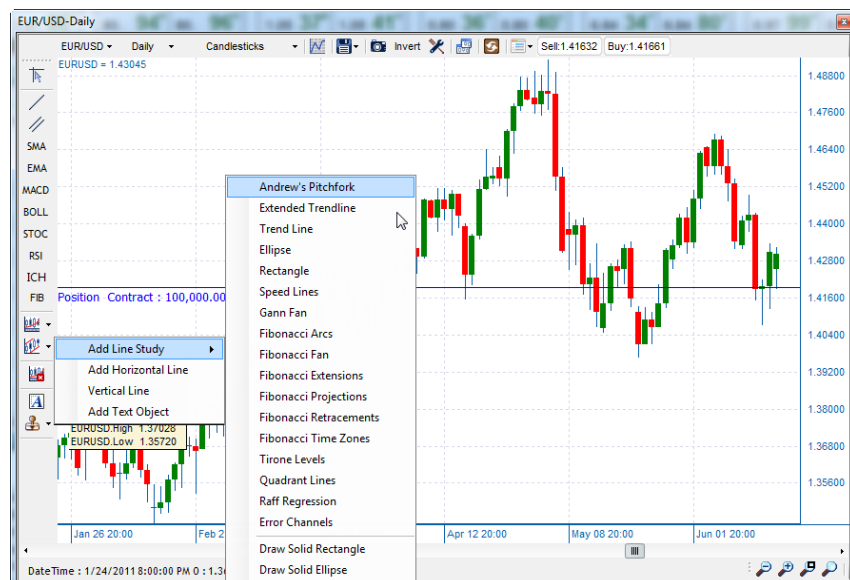 EUR/USD-Daily
EUR/USD Daily Candlesticks Invert Sell:1.41632 Buy:1.41661
EURUSD = 1.43045
1.48800
1.47600
SMA
1.46400
EMA
MACD
Andrew's Pitchfork
1.45200
BOLL
Extended Trendline
STOC
Trend Line
1.44000
RSI
Ellipse
1.42800
ICH
Rectangle
FIB
Position Contract : 100,000.00
Speed Lines
1.41600
Gann Fan
Fibonacci Arcs
1.40400
Add Line Study
Fibonacci Fan
Add Horizontal Line
Fibonacci Extensions
1.39200
Vertical Line
Fibonacci Projections
A
Add Text Object
Fibonacci Retracements
1.38000
EURUSD.High 1.37028
EURUSD.Low 1.35720
Fibonacci Time Zones
1.36800
Tirone Levels
Quadrant Lines
1.35600
Raff Regression
Error Channels
Jan 26 20:00 Feb 2 Apr 12 20:00 May 08 20:00 Jun 01 20:00
Draw Solid Rectangle
DateTime : 1/24/2011 8:00:00 PM O : 1.3
Draw Solid Ellipse